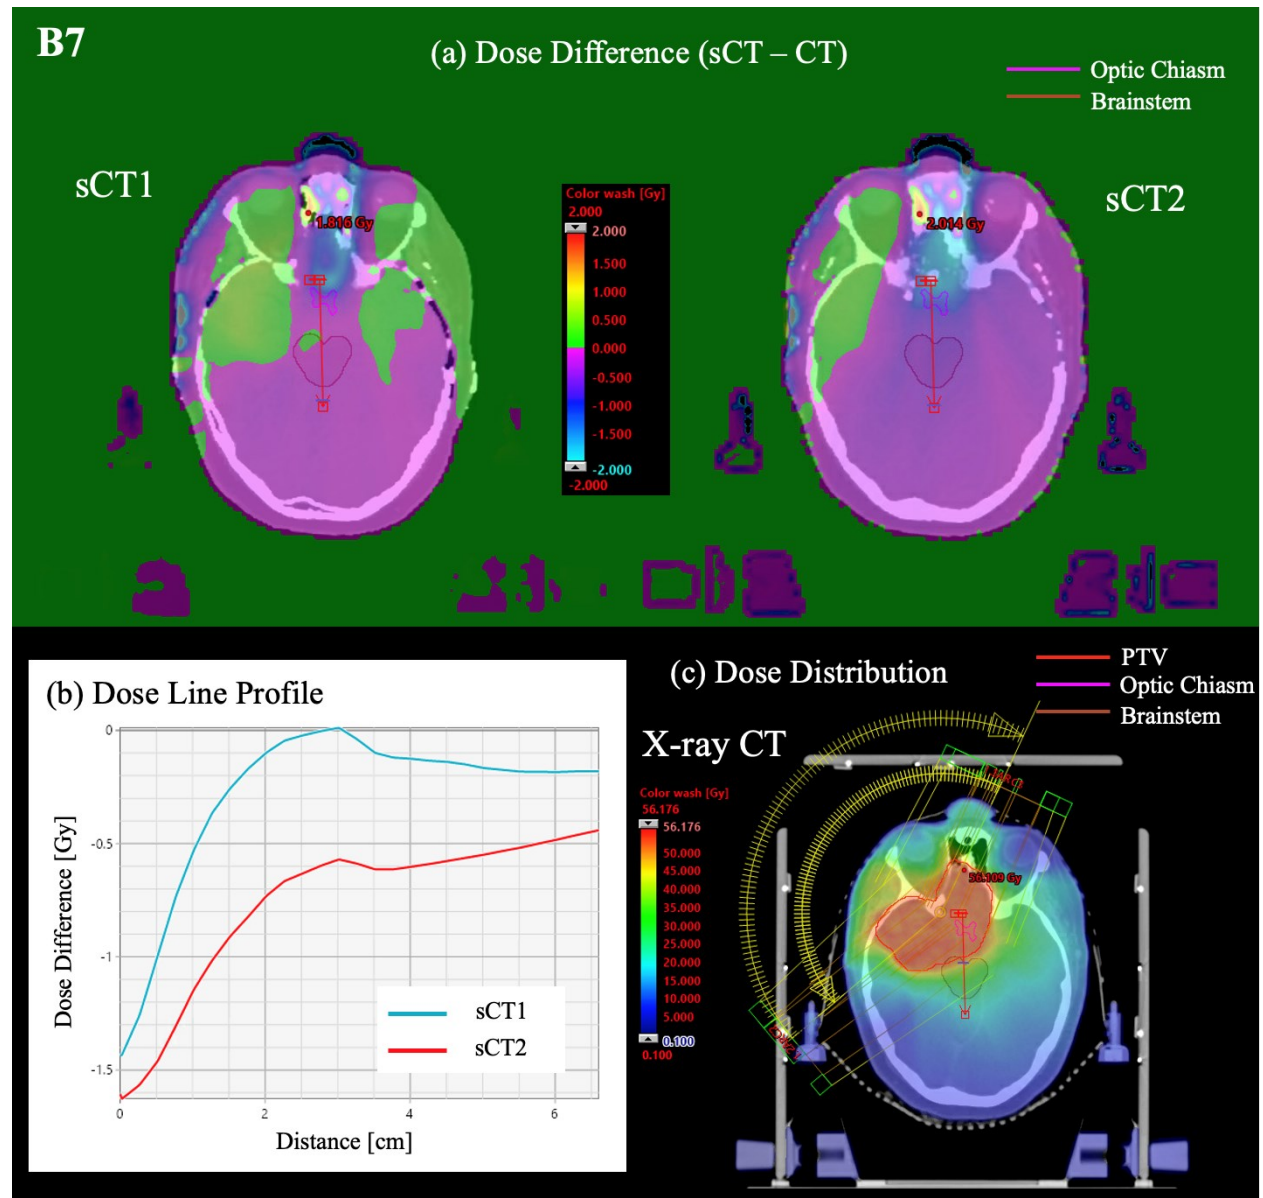 B7
(a) Dose Difference (sCT – CT)
Optic Chiasm
Brainstem
sCT1
sCT2
1.816 Gy
2.014 Gy
Color wash [Gy]
2.000
2.000
1.500
1.000
0.500
0.000
-0.500
-1.000
-1.500
-2.000
-2.000
(b) Dose Line Profile
Dose Difference [Gy]
0
-0.5
-1
-1.5
0
2
4
6
Distance [cm]
sCT1
sCT2
(c) Dose Distribution
PTV
Optic Chiasm
Brainstem
X-ray CT
Color wash [Gy]
56.176
56.176
50.000
45.000
40.000
35.000
30.000
25.000
20.000
15.000
10.000
5.000
0.100
0.100
56.109 Gy